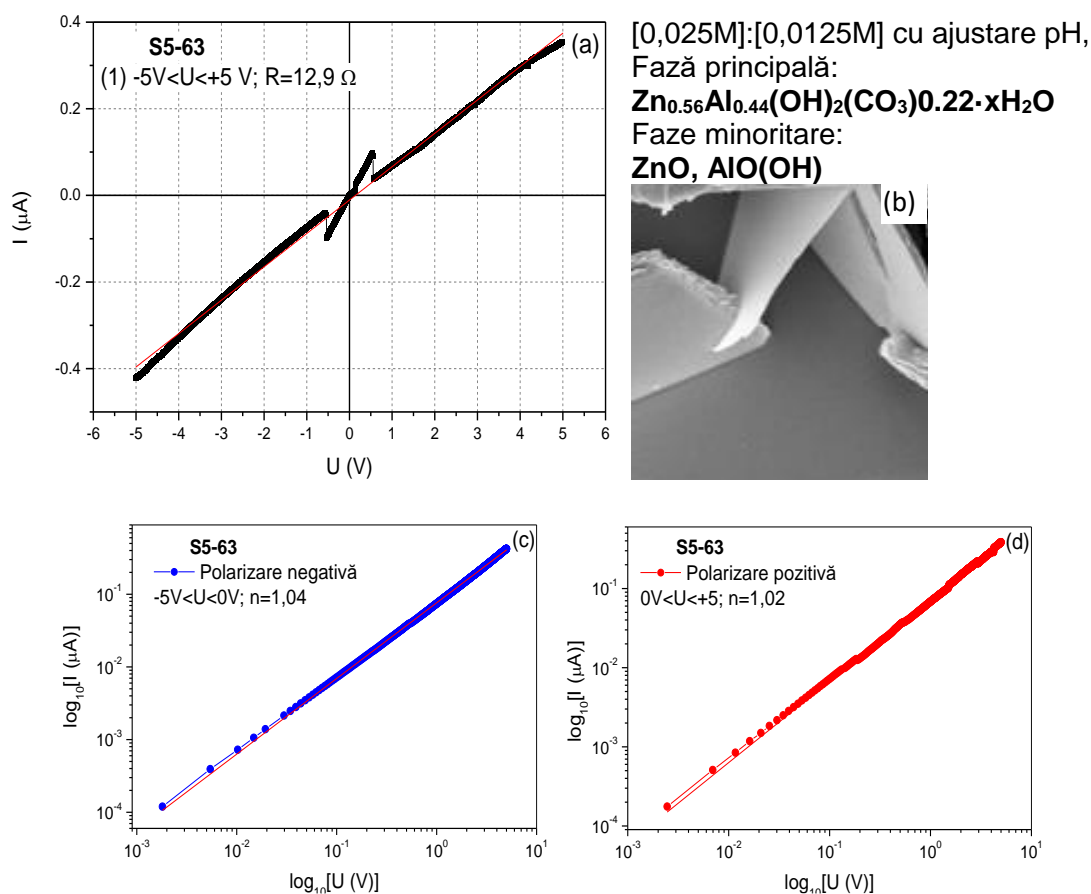 S5-63
(a)
(1) -5V<U<+5 V; R=12,9 Ω
0.4
0.2
0.0
-0.2
-0.4
I (μA)
-6 -5 -4 -3 -2 -1 0 1 2 3 4 5 6
U (V)
[0,025M]:[0,0125M] cu ajustare pH,
Fază principală:
Zn₀.₅₆Al₀.₄₄(OH)₂(CO₃)0.22·xH₂O
Faze minoritare:
ZnO, AlO(OH)
(b)
S5-63
(c)
Polarizare negativă
-5V<U<0V; n=1,04
10⁻¹
10⁻²
10⁻³
10⁻⁴
log₁₀[I (μA)]
10⁻³ 10⁻² 10⁻¹ 10⁰ 10¹
log₁₀[U (V)]
S5-63
(d)
Polarizare pozitivă
0V<U<+5; n=1,02
10⁻¹
10⁻²
10⁻³
10⁻⁴
log₁₀[I (μA)]
10⁻³ 10⁻² 10⁻¹ 10⁰ 10¹
log₁₀[U (V)]